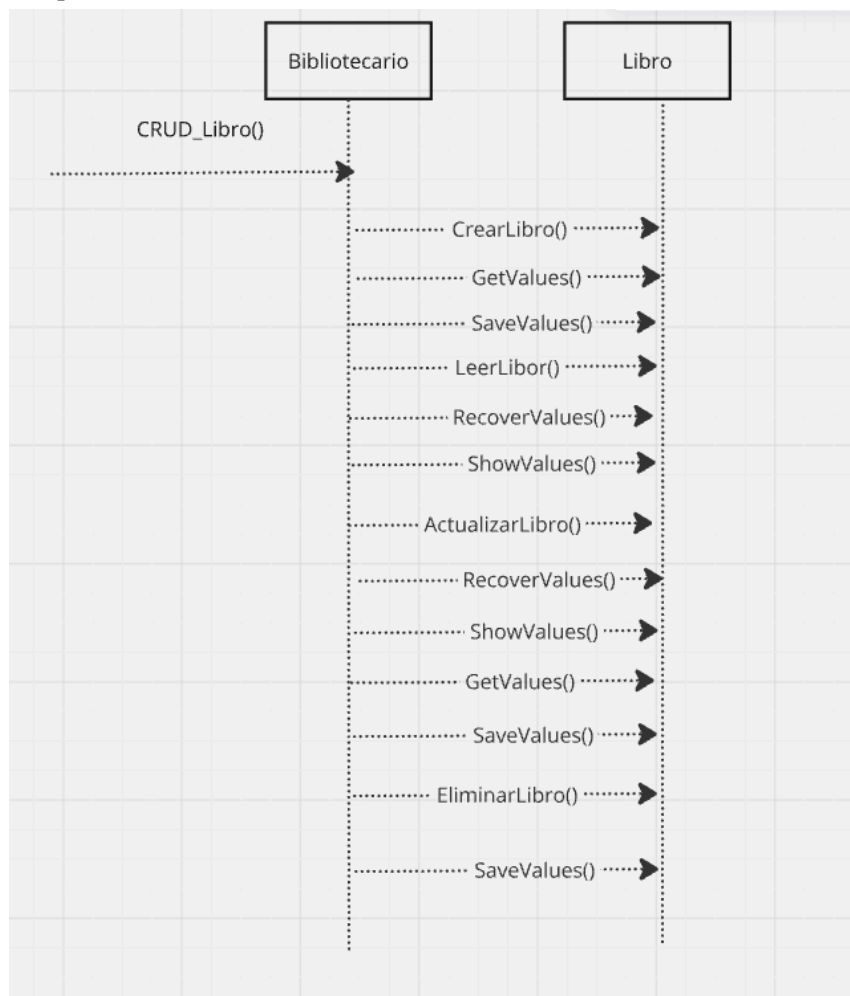 Bibliotecario
Libro
CRUD_Libro()
CrearLibro()
GetValues()
SaveValues()
LeerLibor()
RecoverValues()
ShowValues()
ActualizarLibro()
RecoverValues()
ShowValues()
GetValues()
SaveValues()
EliminarLibro()
SaveValues()